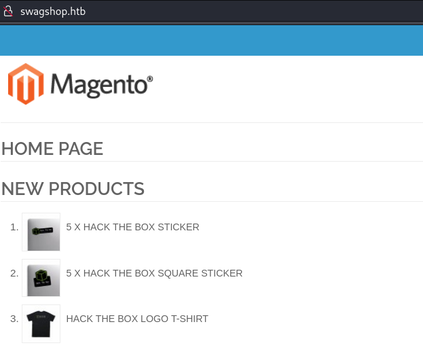 swagshop.htb
Magento®
HOME PAGE
NEW PRODUCTS
1. 5 X HACK THE BOX STICKER
2. 5 X HACK THE BOX SQUARE STICKER
3. HACK THE BOX LOGO T-SHIRT